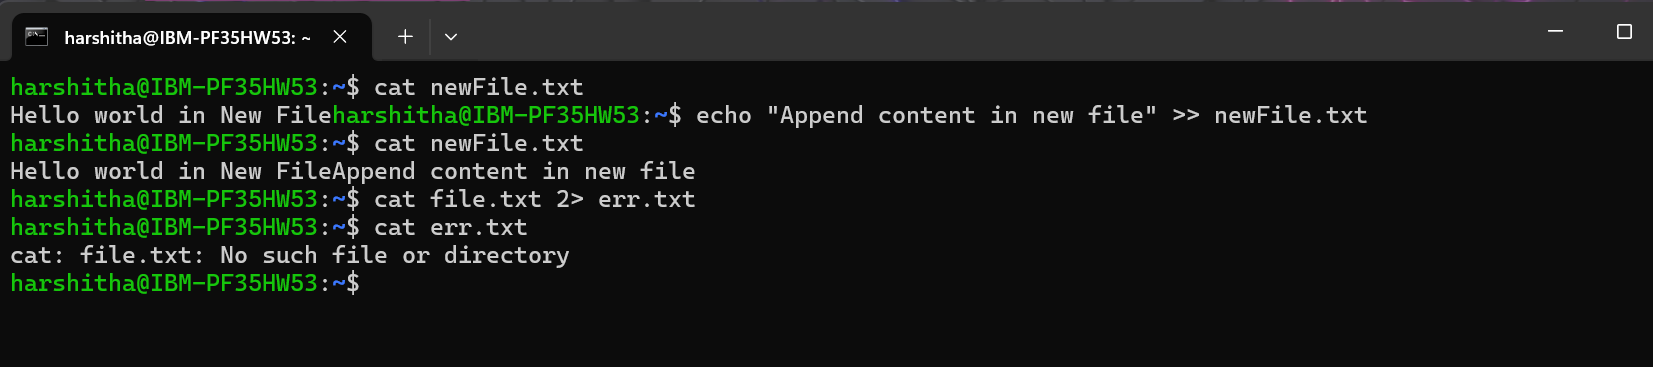 harshitha@IBM-PF35HW53: ~
harshitha@IBM-PF35HW53:~$ cat newFile.txt
Hello world in New Fileharshitha@IBM-PF35HW53:~$ echo "Append content in new file" >> newFile.txt
harshitha@IBM-PF35HW53:~$ cat newFile.txt
Hello world in New FileAppend content in new file
harshitha@IBM-PF35HW53:~$ cat file.txt 2> err.txt
harshitha@IBM-PF35HW53:~$ cat err.txt
cat: file.txt: No such file or directory
harshitha@IBM-PF35HW53:~$